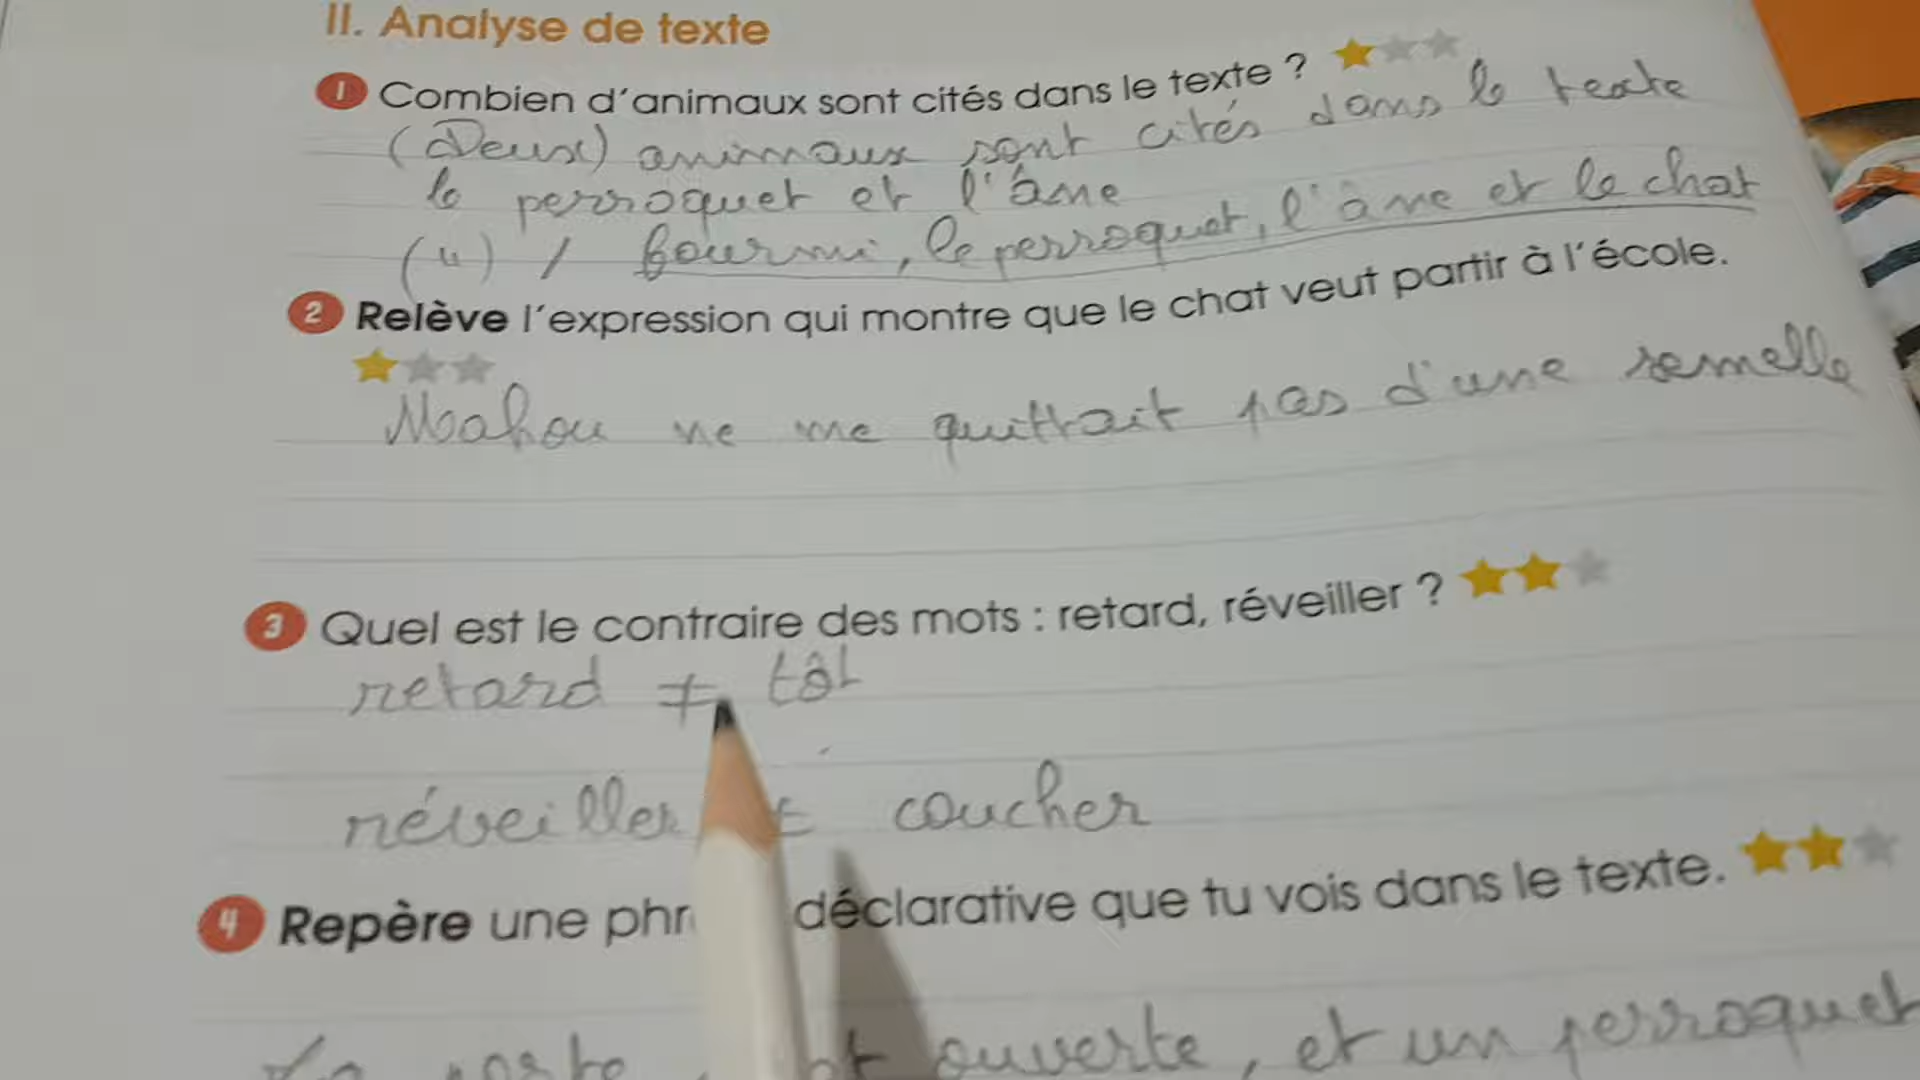 II. Analyse de texte
1 Combien d'animaux sont cités dans le texte ?
(Deux) animaux sont cités dans le texte
le perroquet et l'âne
(4) / fourmi, le perroquet, l'âne et le chat
2 Relève l'expression qui montre que le chat veut partir à l'école.
Mahou ne me quittait pas d'une semelle
3 Quel est le contraire des mots : retard, réveiller ?
retard ≠ tôt
réveiller ≠ coucher
4 Repère une phr déclarative que tu vois dans le texte.
ouverte, et un perroquet